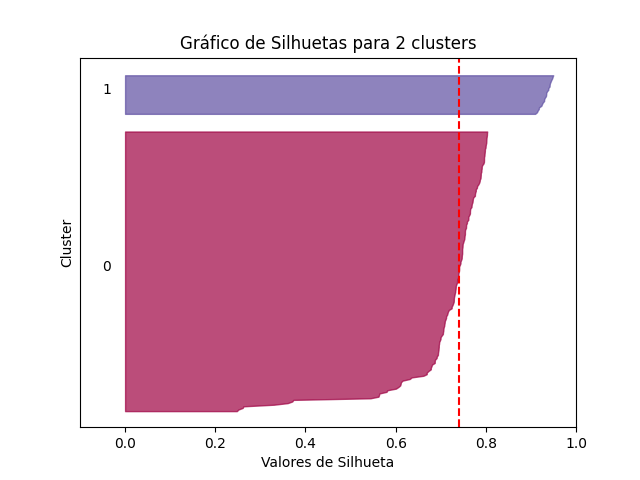 Gráfico de Silhuetas para 2 clusters
1
0
Cluster
0.0 0.2 0.4 0.6 0.8 1.0
Valores de Silhueta